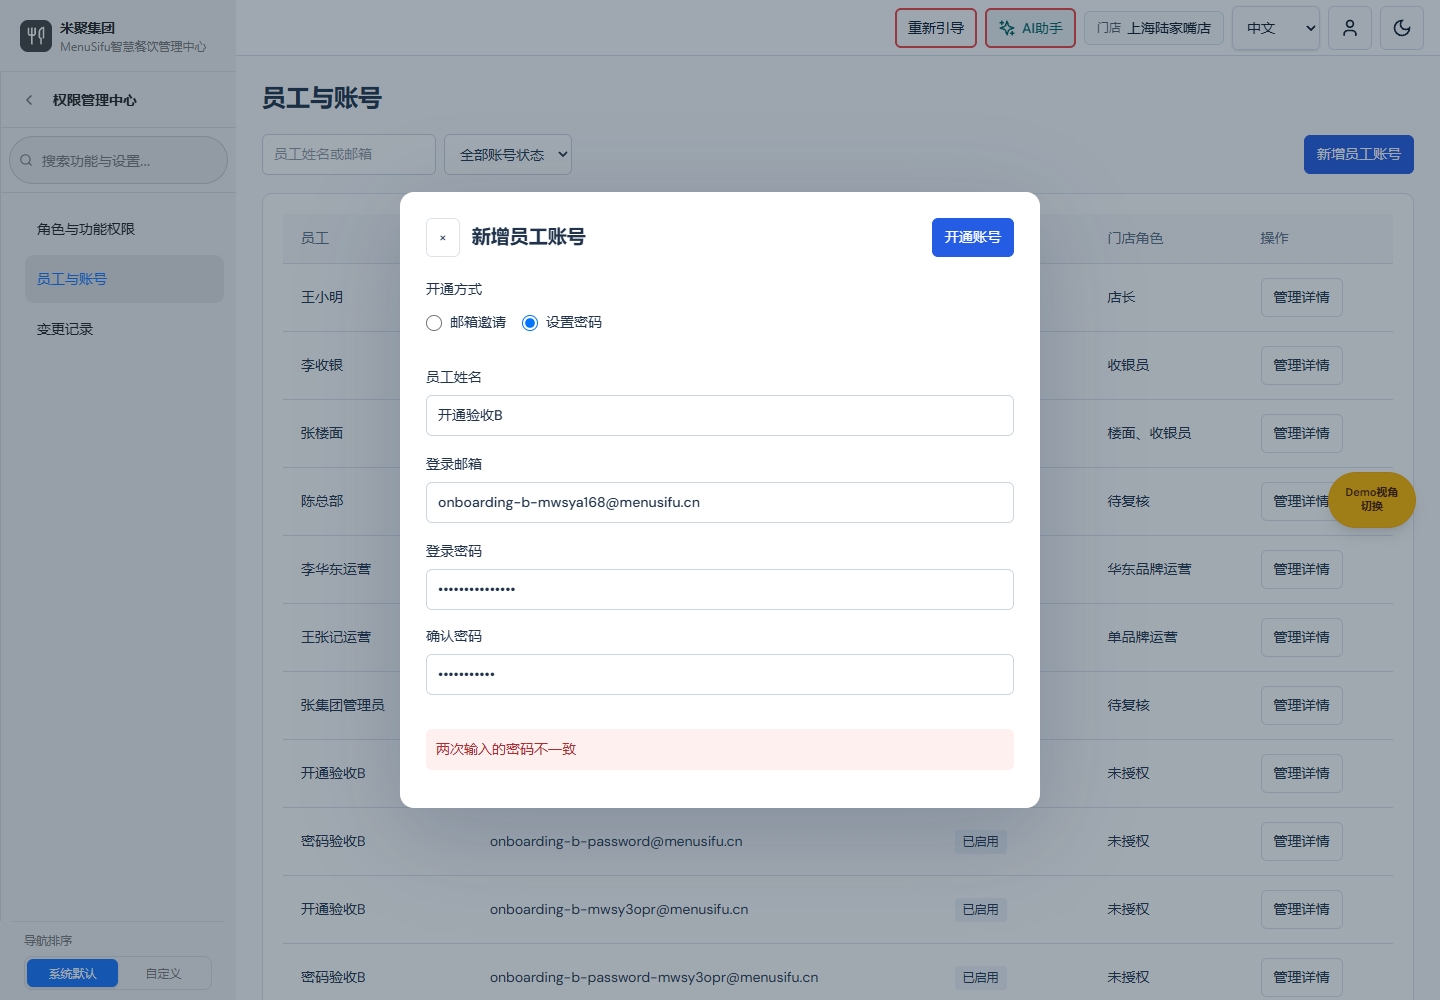 米聚集团
MenuSifu智慧餐饮管理中心
重新引导
AI助手
门店 上海陆家嘴店
中文
权限管理中心
搜索功能与设置...
角色与功能权限
员工与账号
变更记录
导航排序
系统默认
自定义
员工与账号
员工姓名或邮箱
全部账号状态
新增员工账号
员工
门店角色
操作
王小明
店长
管理详情
李收银
收银员
管理详情
张楼面
楼面、收银员
管理详情
陈总部
待复核
管理详情
李华东运营
华东品牌运营
管理详情
王张记运营
单品牌运营
管理详情
张集团管理员
待复核
管理详情
开通验收B
未授权
管理详情
密码验收B
onboarding-b-password@menusifu.cn
已启用
未授权
管理详情
开通验收B
onboarding-b-mwsy3opr@menusifu.cn
已启用
未授权
管理详情
密码验收B
onboarding-b-password-mwsy3opr@menusifu.cn
已启用
未授权
管理详情
Demo视角
切换
×
新增员工账号
开通账号
开通方式
邮箱邀请
设置密码
员工姓名
开通验收B
登录邮箱
onboarding-b-mwsya168@menusifu.cn
登录密码
•••••••••••••••
确认密码
•••••••••••
两次输入的密码不一致